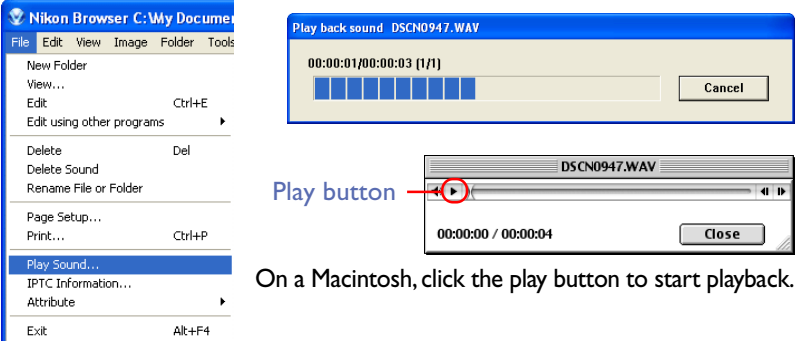 Nikon Browser C:\My Docume
File Edit View Image Folder Tools
New Folder
View...
Edit Ctrl+E
Edit using other programs
Delete Del
Delete Sound
Rename File or Folder
Page Setup...
Print... Ctrl+P
Play Sound...
IPTC Information...
Attribute
Exit Alt+F4
Play back sound DSCN0947.WAV
00:00:01/00:00:03 (1/1)
Cancel
DSCN0947.WAV
Play button
00:00:00 / 00:00:04 Close
On a Macintosh, click the play button to start playback.